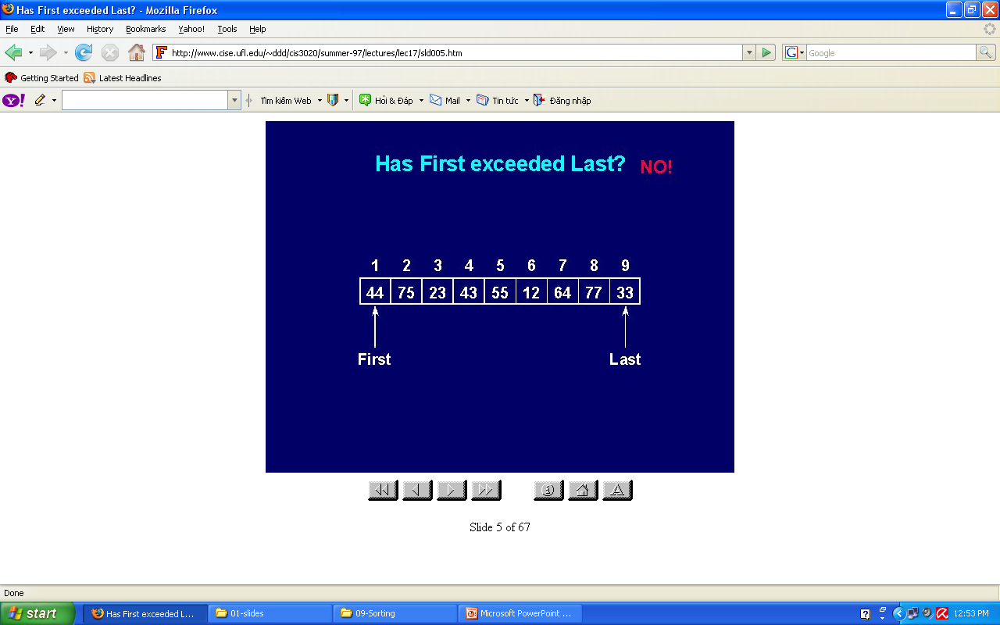 Has First exceeded Last? - Mozilla Firefox
File Edit View History Bookmarks Yahoo! Tools Help
http://www.cise.ufl.edu/~ddd/cis3020/summer-97/lectures/lec17/sld005.htm
G Google
Getting Started Latest Headlines
Y! Tìm kiếm Web Hỏi & Đáp Mail Tin tức Đăng nhập
Has First exceeded Last? NO!
1 2 3 4 5 6 7 8 9
44 75 23 43 55 12 64 77 33
First Last
Slide 5 of 67
Done
start Has First exceeded L... 01-slides 09-Sorting Microsoft PowerPoint ... 12:53 PM